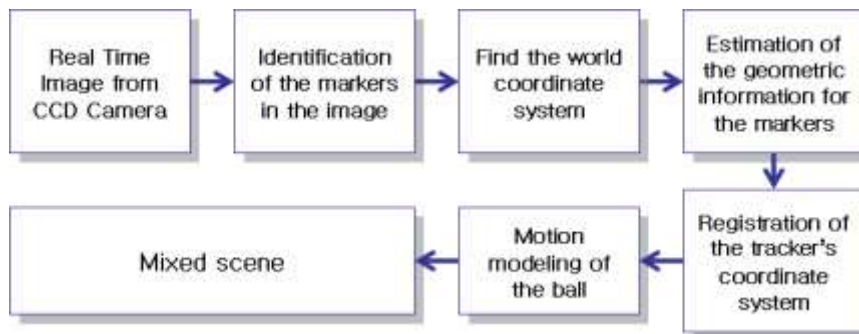 Real Time
Image from
CCD Camera
Identification
of the markers
in the image
Find the world
coordinate
system
Estimation of
the geometric
information for
the markers
Registration of
the tracker's
coordinate
system
Motion
modeling of
the ball
Mixed scene